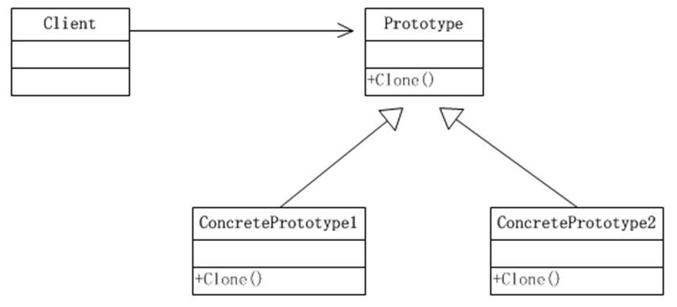 Client
Prototype
+Clone()
ConcretePrototype1
+Clone()
ConcretePrototype2
+Clone()